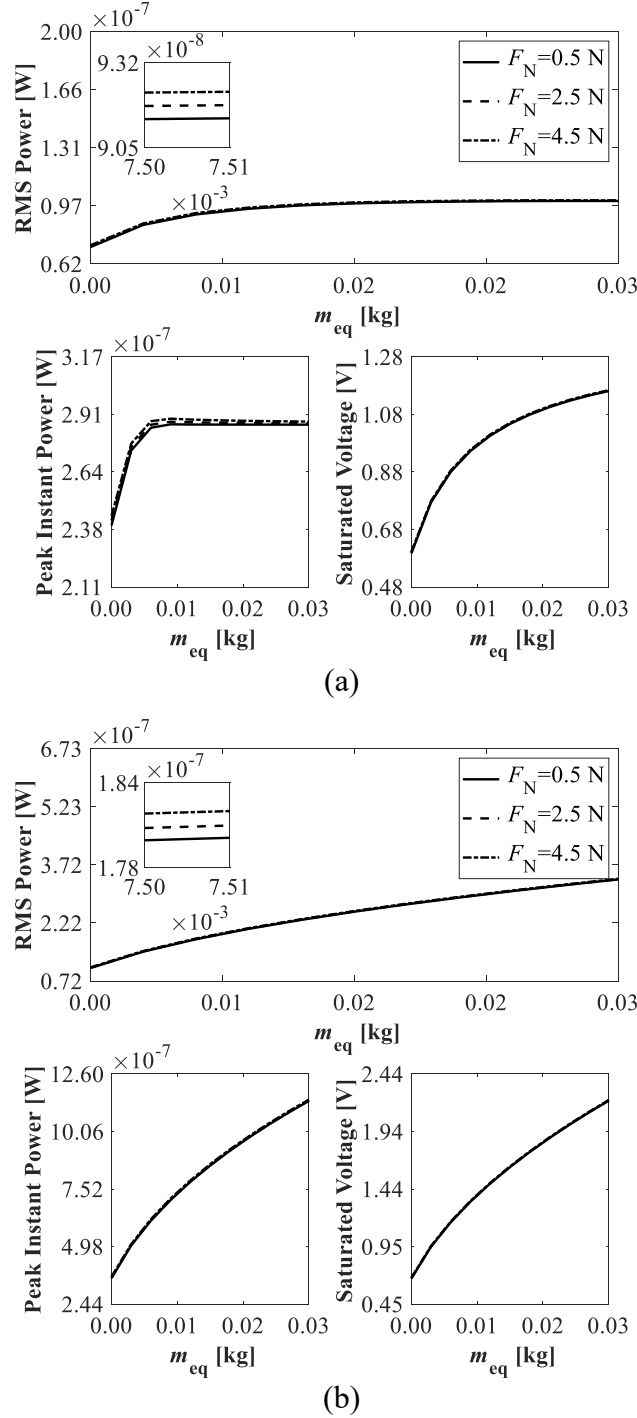 ×10⁻⁷
2.00
1.66
1.31
0.97
0.62
RMS Power [W]
×10⁻⁸
9.32
9.05
7.50 7.51
×10⁻³
F_N=0.5 N
F_N=2.5 N
F_N=4.5 N
0.00 0.01 0.02 0.02 0.03
m_eq [kg]
×10⁻⁷
3.17
2.91
2.64
2.38
2.11
Peak Instant Power [W]
0.00 0.01 0.02 0.03
m_eq [kg]
1.28
1.08
0.88
0.68
0.48
Saturated Voltage [V]
0.00 0.01 0.02 0.03
m_eq [kg]
(a)
×10⁻⁷
6.73
5.23
3.72
2.22
0.72
RMS Power [W]
×10⁻⁷
1.84
1.78
7.50 7.51
×10⁻³
F_N=0.5 N
F_N=2.5 N
F_N=4.5 N
0.00 0.01 0.02 0.02 0.03
m_eq [kg]
×10⁻⁷
12.60
10.06
7.52
4.98
2.44
Peak Instant Power [W]
0.00 0.01 0.02 0.03
m_eq [kg]
2.44
1.94
1.44
0.95
0.45
Saturated Voltage [V]
0.00 0.01 0.02 0.03
m_eq [kg]
(b)